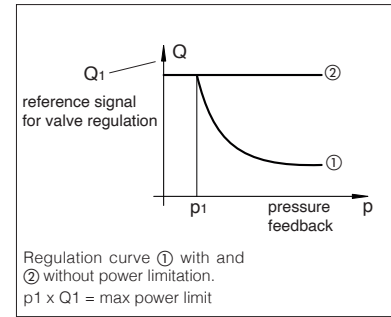 Q
Q1
②
reference signal
for valve regulation
①
p1
pressure
feedback
p
Regulation curve ① with and
② without power limitation.
p1 x Q1 = max power limit